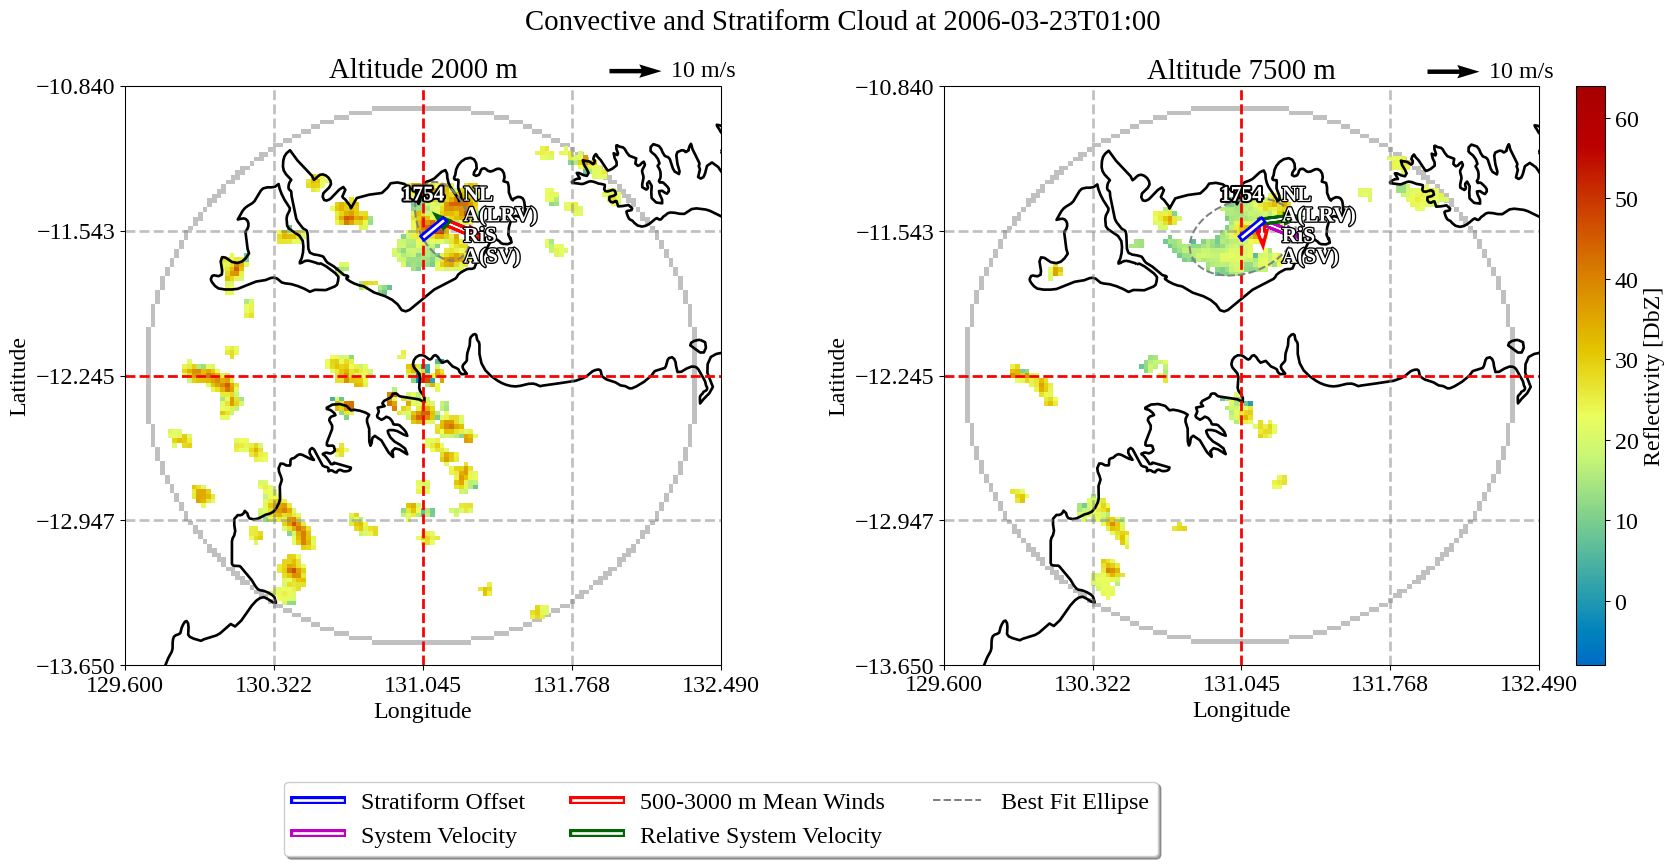 Convective and Stratiform Cloud at 2006-03-23T01:00
Altitude 2000 m
10 m/s
−10.840
−11.543
−12.245
−12.947
−13.650
129.600
130.322
131.045
131.768
132.490
Latitude
Longitude
1754
NL
A(LRV)
RiS
A(SV)
Altitude 7500 m
10 m/s
−10.840
−11.543
−12.245
−12.947
−13.650
129.600
130.322
131.045
131.768
132.490
Latitude
Longitude
1754
NL
A(LRV)
RiS
A(SV)
60
50
40
30
20
10
0
Reflectivity [DbZ]
Stratiform Offset
System Velocity
500-3000 m Mean Winds
Relative System Velocity
Best Fit Ellipse